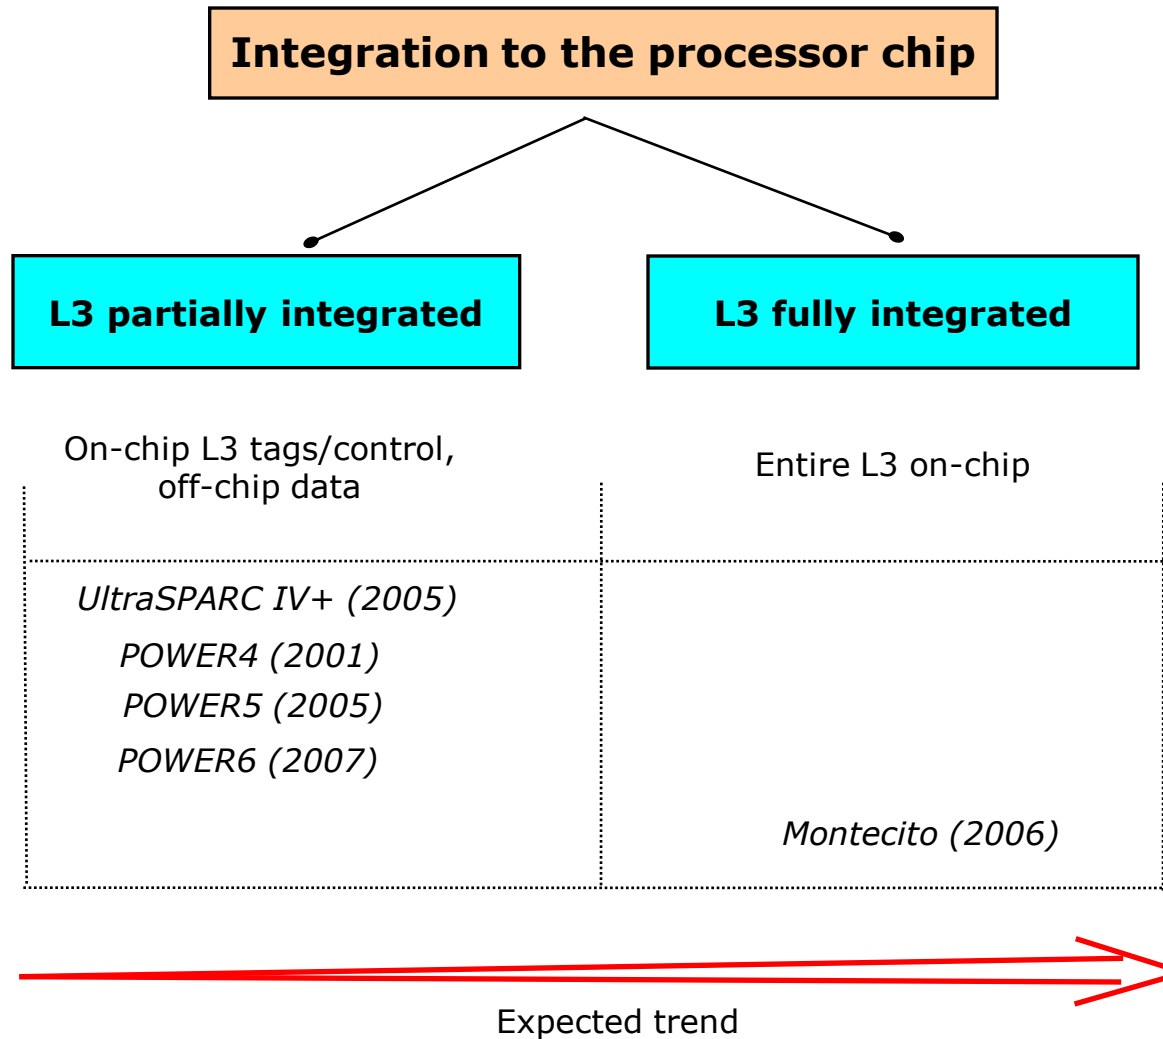 Integration to the processor chip
L3 partially integrated
L3 fully integrated
On-chip L3 tags/control,
off-chip data
Entire L3 on-chip
UltraSPARC IV+ (2005)
POWER4 (2001)
POWER5 (2005)
POWER6 (2007)
Montecito (2006)
Expected trend